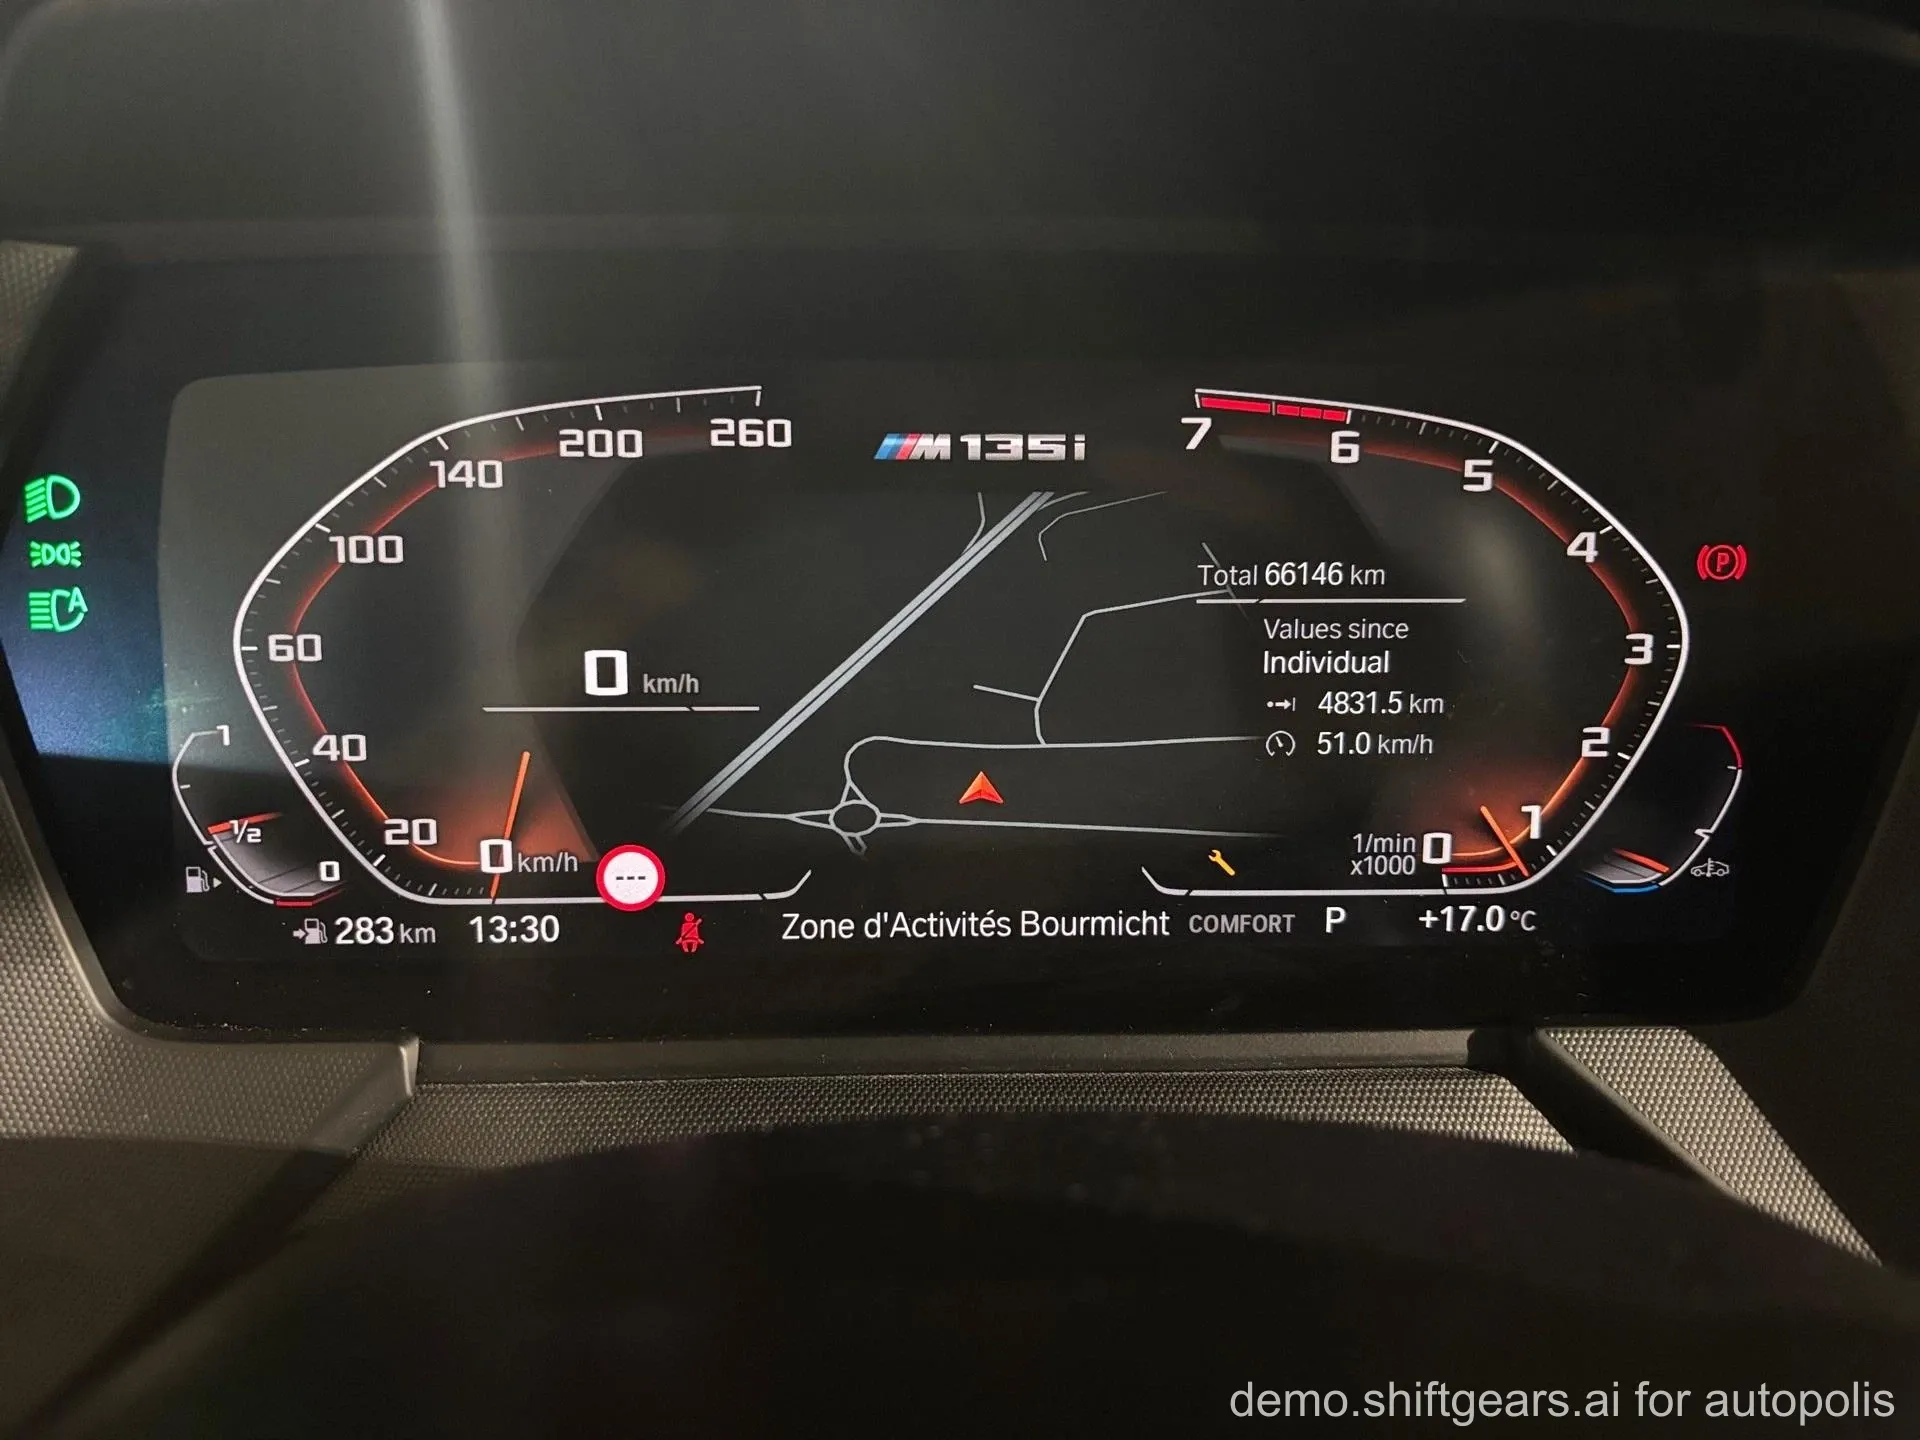 260
200
140
100
60
40
20
0 km/h
M135i
7
6
5
4
3
2
1
0
1/min
x1000
Total 66146 km
Values since
Individual
4831.5 km
51.0 km/h
0 km/h
1
1/2
0
---
A
P
283 km
13:30
Zone d'Activités Bourmicht
COMFORT
P
+17.0 °C
demo.shiftgears.ai for autopolis